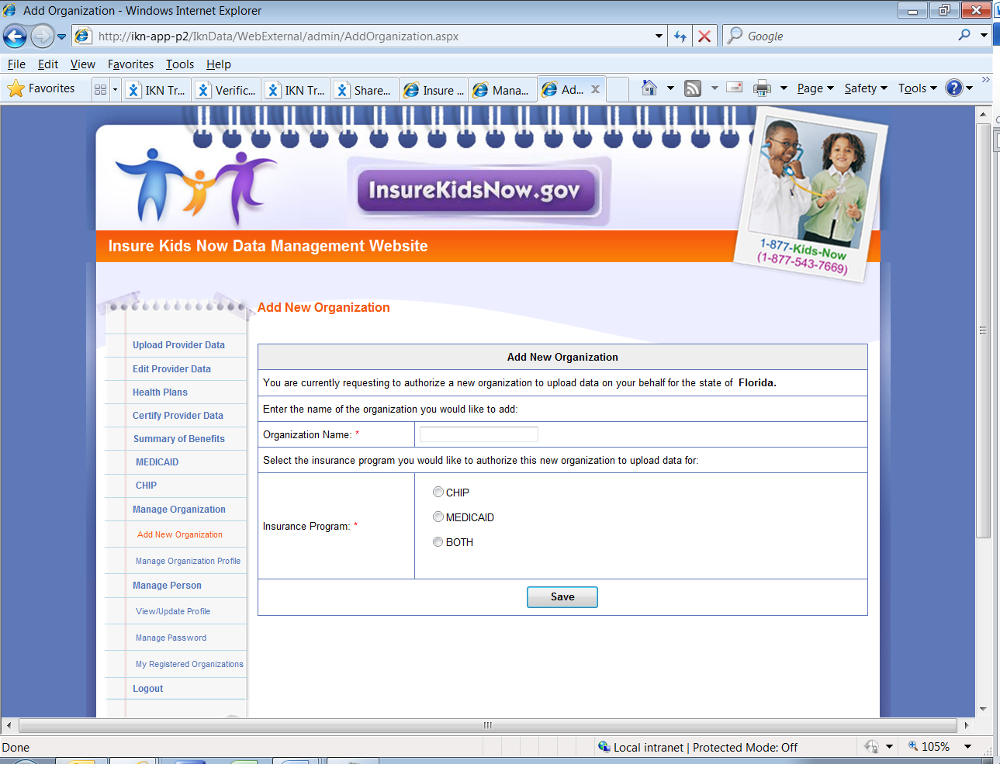 Add Organization - Windows Internet Explorer
http://ikn-app-p2/IknData/WebExternal/admin/AddOrganization.aspx
Google
File Edit View Favorites Tools Help
Favorites
IKN Tr...
Verific...
IKN Tr...
Share...
Insure ...
Mana...
Ad...
Page
Safety
Tools
InsureKidsNow.gov
1-877-Kids-Now
(1-877-543-7669)
Insure Kids Now Data Management Website
Upload Provider Data
Edit Provider Data
Health Plans
Certify Provider Data
Summary of Benefits
MEDICAID
CHIP
Manage Organization
Add New Organization
Manage Organization Profile
Manage Person
View/Update Profile
Manage Password
My Registered Organizations
Logout
Add New Organization
Add New Organization
You are currently requesting to authorize a new organization to upload data on your behalf for the state of Florida.
Enter the name of the organization you would like to add:
Organization Name: *
Select the insurance program you would like to authorize this new organization to upload data for:
Insurance Program: *
CHIP
MEDICAID
BOTH
Save
Done
Local intranet | Protected Mode: Off
105%